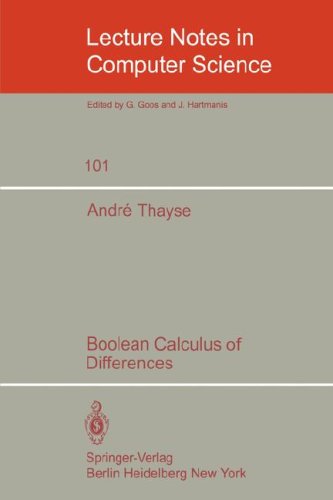 Lecture Notes in
Computer Science
Edited by G. Goos and J. Hartmanis
101
André Thayse
Boolean Calculus of
Differences
Springer-Verlag
Berlin Heidelberg New York